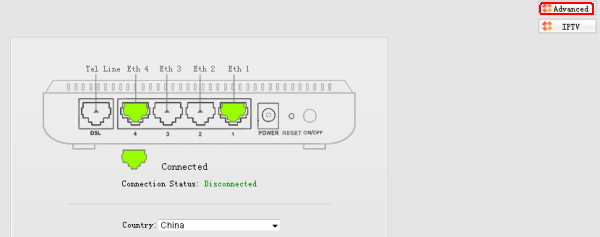 Advanced
IPTV
Tel Line Eth 4 Eth 3 Eth 2 Eth 1
DSL 4 3 2 1 POWER RESET ON/OFF
Connected
Connection Status: Disconnected
Country: China